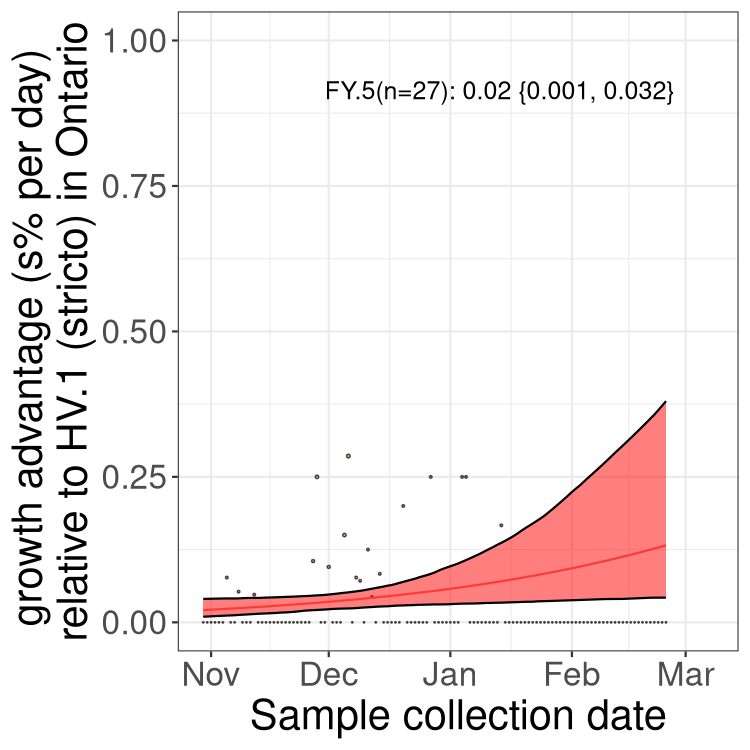 growth advantage (s% per day)
relative to HV.1 (stricto) in Ontario
1.00
0.75
0.50
0.25
0.00
FY.5(n=27): 0.02 {0.001, 0.032}
Nov Dec Jan Feb Mar
Sample collection date